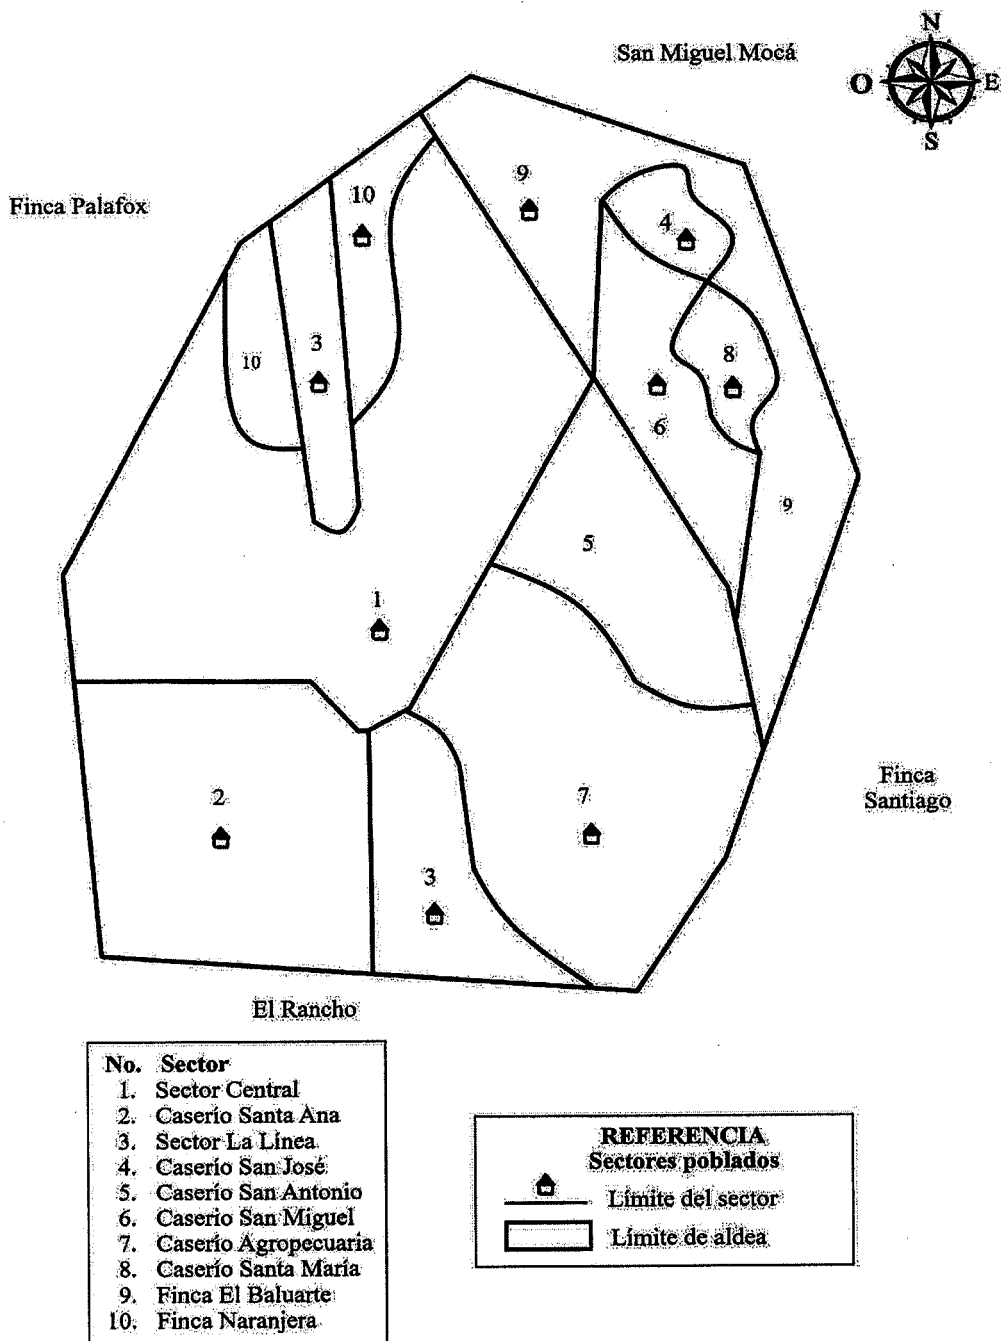 N
San Miguel Mocá
O
E
S
9
10
4
Finca Palafox
3
10
8
6
9
5
1
Finca
Santiago
2
7
3
El Rancho
No. Sector
1. Sector Central
2. Caserío Santa Ana
3. Sector La Línea
4. Caserío San José
5. Caserío San Antonio
6. Caserío San Miguel
7. Caserío Agropecuaria
8. Caserío Santa María
9. Finca El Baluarte
10. Finca Naranjera
REFERENCIA
Sectores poblados
Límite del sector
Límite de aldea